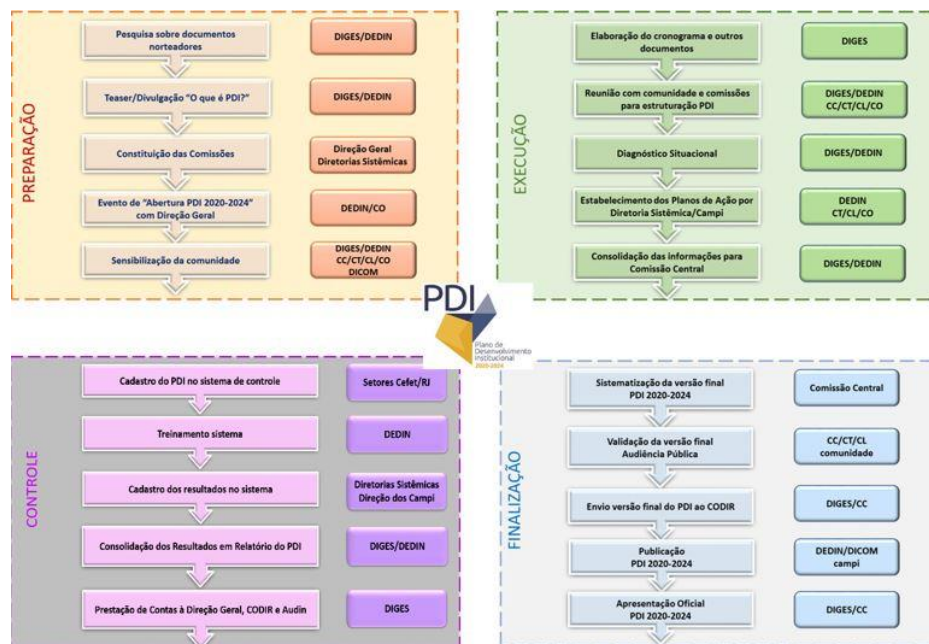 PREPARAÇÃO
Pesquisa sobre documentos
norteadores
DIGES/DEDIN
Teaser/Divulgação "O que é PDI?"
DIGES/DEDIN
Constituição das Comissões
Direção Geral
Diretorias Sistêmicas
Evento de "Abertura PDI 2020-2024"
com Direção Geral
DEDIN/CO
Sensibilização da comunidade
DIGES/DEDIN
CC/CT/CL/CO
DICOM
EXECUÇÃO
Elaboração do cronograma e outros
documentos
DIGES
Reunião com comunidade e comissões
para estruturação PDI
DIGES/DEDIN
CC/CT/CL/CO
Diagnóstico Situacional
DIGES/DEDIN
Estabelecimento dos Planos de Ação por
Diretoria Sistêmica/Campi
DEDIN
CT/CL/CO
Consolidação das informações para
Comissão Central
DIGES/DEDIN
PDI
Plano de
Desenvolvimento
Institucional
2020-2024
CONTROLE
Cadastro do PDI no sistema de controle
Setores Cefet/RJ
Treinamento sistema
DEDIN
Cadastro dos resultados no sistema
Diretorias Sistêmicas
Direção dos Campi
Consolidação dos Resultados em Relatório do PDI
DIGES/DEDIN
Prestação de Contas à Direção Geral, CODIR e Audin
DIGES
FINALIZAÇÃO
Sistematização da versão final
PDI 2020-2024
Comissão Central
Validação da versão final
Audiência Pública
CC/CT/CL
comunidade
Envio versão final do PDI ao CODIR
DIGES/CC
Publicação
PDI 2020-2024
DEDIN/DICOM
campi
Apresentação Oficial
PDI 2020-2024
DIGES/CC